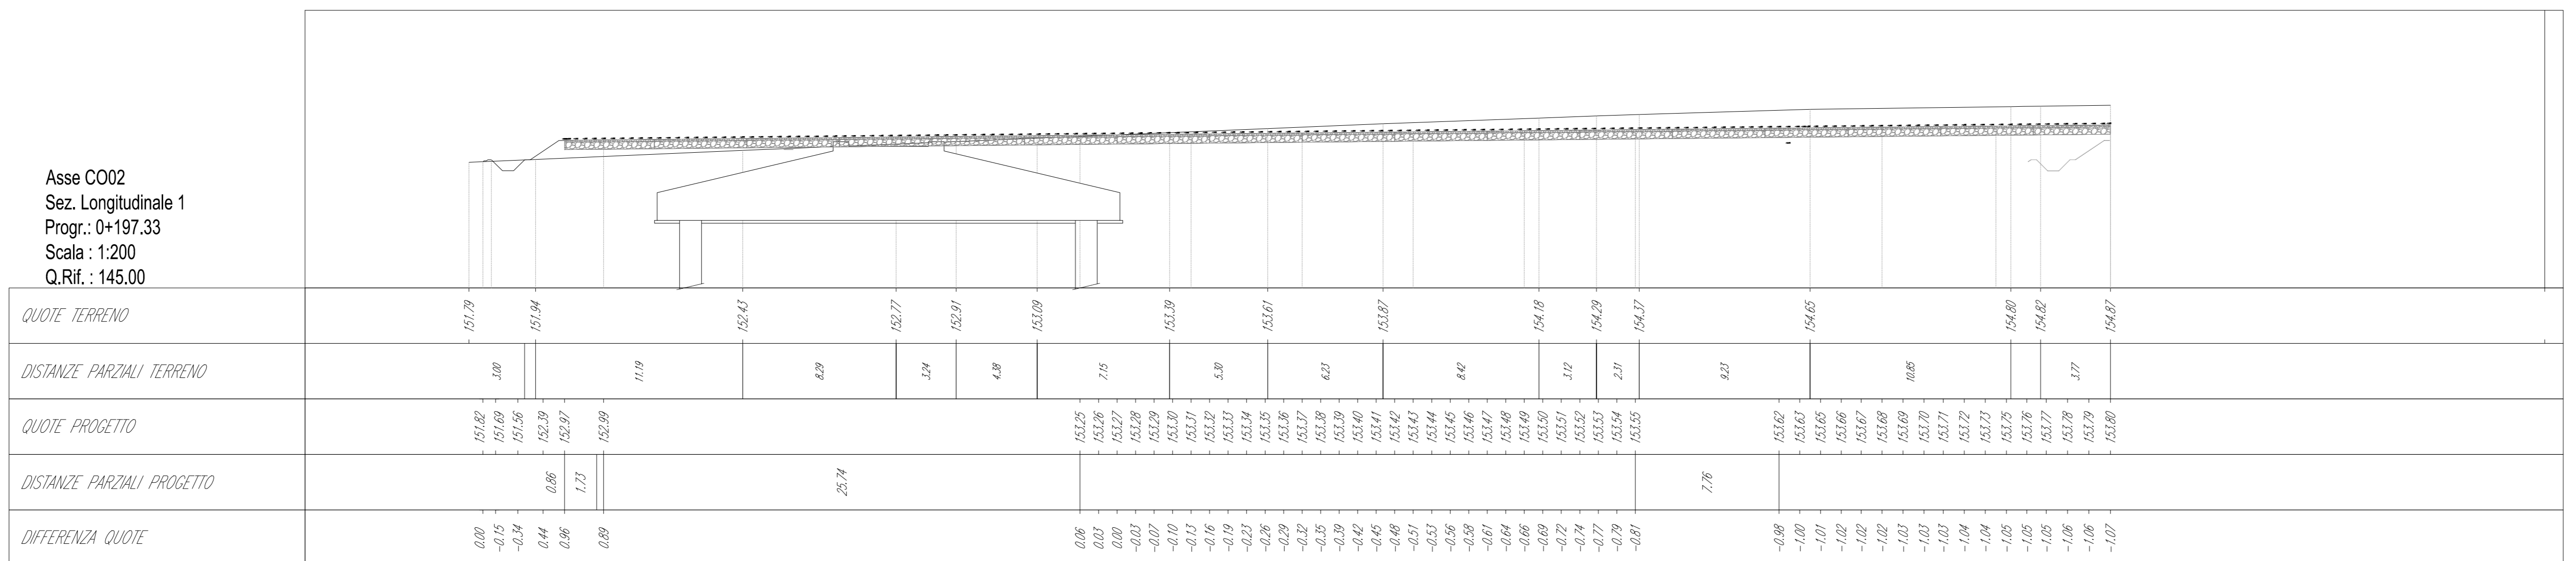 Asse CO02
Sez. Longitudinale 1
Progr.: 0+197.33
Scala : 1:200
Q.Rif. : 145.00
QUOTE TERRENO 151.79 151.94 152.43 152.77 152.91 153.09 153.39 153.61 153.87 154.18 154.29 154.37 154.65 154.80 154.82 154.87
DISTANZE PARZIALI TERRENO 3.00 11.19 8.29 3.24 4.38 7.15 5.30 6.23 8.42 3.12 2.31 9.23 10.85 3.77
QUOTE PROGETTO 151.82 151.69 151.56 152.39 152.97 152.99 153.25 153.26 153.27 153.28 153.29 153.30 153.31 153.32 153.33 153.34 153.35 153.36 153.37 153.38 153.39 153.40 153.41 153.42 153.43 153.44 153.45 153.46 153.47 153.48 153.49 153.50 153.51 153.52 153.53 153.54 153.55 153.62 153.63 153.65 153.66 153.67 153.68 153.69 153.70 153.71 153.72 153.73 153.75 153.76 153.77 153.78 153.79 153.80
DISTANZE PARZIALI PROGETTO 0.86 1.73 25.74 7.76
DIFFERENZA QUOTE 0.00 -0.15 -0.34 0.44 0.96 0.89 0.06 0.03 0.00 -0.03 -0.07 -0.10 -0.13 -0.16 -0.19 -0.23 -0.26 -0.29 -0.32 -0.35 -0.39 -0.42 -0.45 -0.48 -0.51 -0.53 -0.56 -0.58 -0.61 -0.64 -0.66 -0.69 -0.72 -0.74 -0.77 -0.79 -0.81 -0.98 -1.00 -1.01 -1.02 -1.02 -1.02 -1.03 -1.03 -1.03 -1.04 -1.04 -1.05 -1.05 -1.05 -1.06 -1.06 -1.07